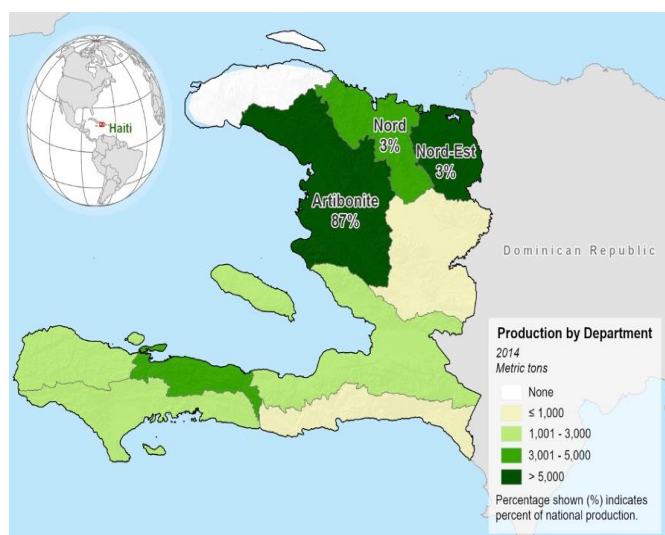 Haiti
Nord
3%
Nord-Est
3%
Artibonite
87%
Dominican Republic
Production by Department
2014
Metric tons
None
≤ 1,000
1,001 - 3,000
3,001 - 5,000
> 5,000
Percentage shown (%) indicates
percent of national production.